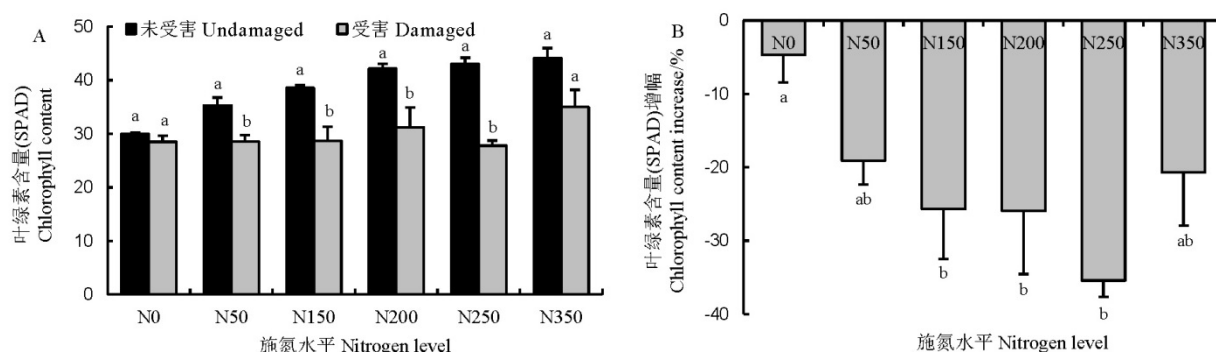 A
未受害 Undamaged 受害 Damaged
叶绿素含量(SPAD)
Chlorophyll content
50
40
30
20
10
0
a a a b a b a b a b a a
N0 N50 N150 N200 N250 N350
施氮水平 Nitrogen level
B
叶绿素含量(SPAD)增幅
Chlorophyll content increase/%
0
-10
-20
-30
-40
N0 N50 N150 N200 N250 N350
a ab b b b ab
施氮水平 Nitrogen level